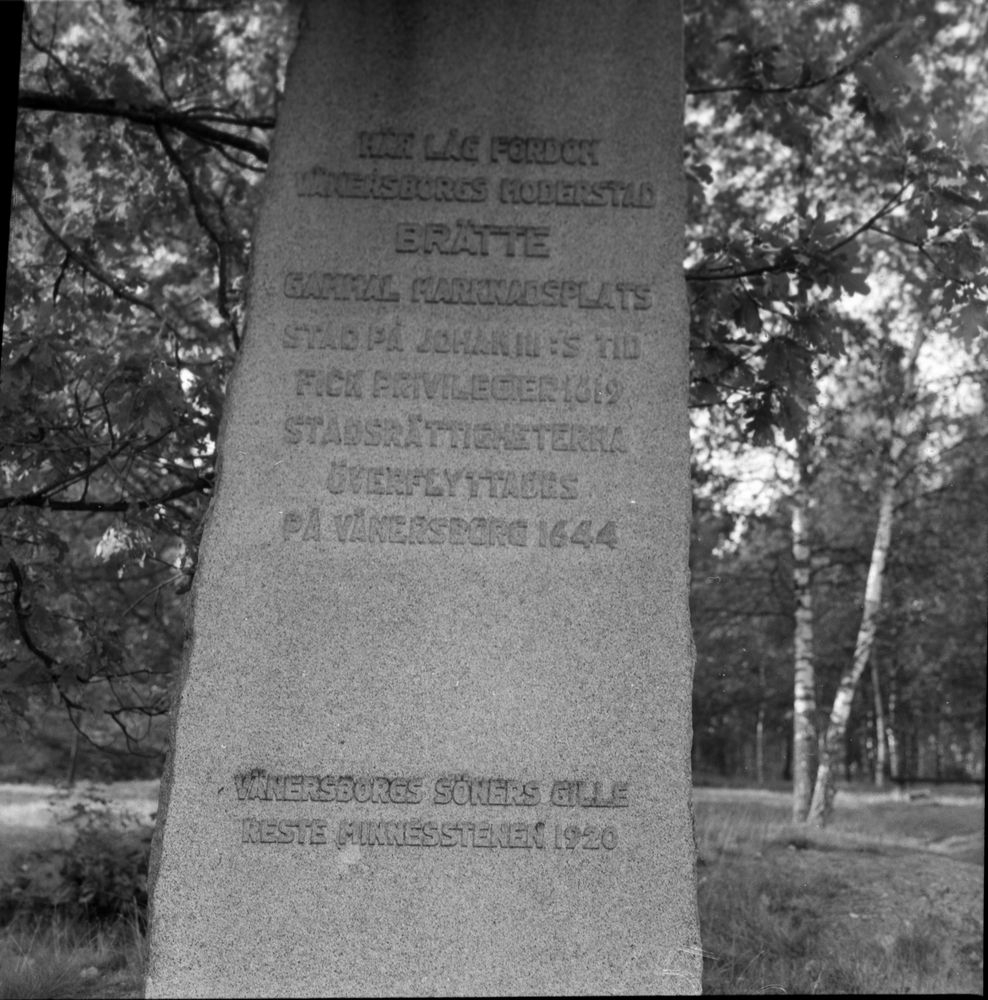 HÄR LÅG FORDOM
VÄNERSBORGS MODERSTAD
BRÄTTE
GAMMAL MARKNADSPLATS
STAD PÅ JOHAN III:S TID
FICK PRIVILEGIER 1619
STADSRÄTTIGHETERNA
ÖVERFLYTTADES
PÅ VÄNERSBORG 1644
VÄNERSBORGS SÖNERS GILLE
RESTE MINNESSTENEN 1920